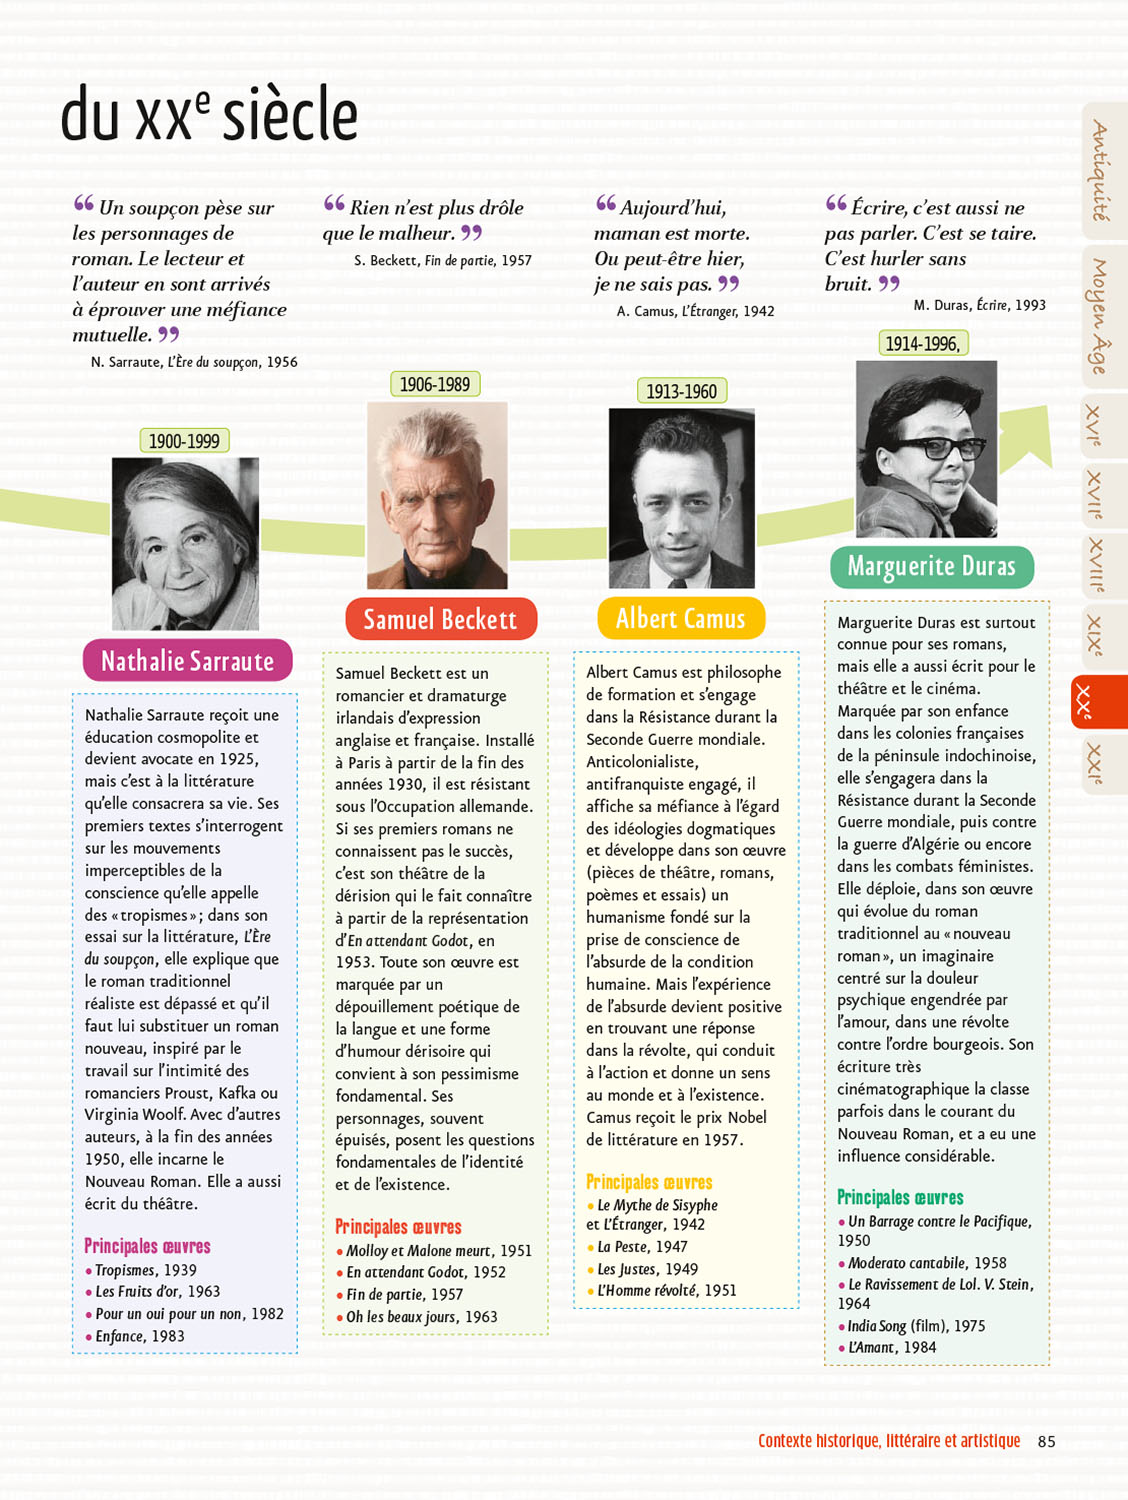 du XXe siècle
“ Un soupçon pèse sur
les personnages de
roman. Le lecteur et
l’auteur en sont arrivés
à éprouver une méfiance
mutuelle. ”
N. Sarraute, L’Ère du soupçon, 1956
1900-1999
Nathalie Sarraute
Nathalie Sarraute reçoit une
éducation cosmopolite et
devient avocate en 1925,
mais c’est à la littérature
qu’elle consacrera sa vie. Ses
premiers textes s’interrogent
sur les mouvements
imperceptibles de la
conscience qu’elle appelle
des « tropismes » ; dans son
essai sur la littérature, L’Ère
du soupçon, elle explique que
le roman traditionnel
réaliste est dépassé et qu’il
faut lui substituer un roman
nouveau, inspiré par le
travail sur l’intimité des
romanciers Proust, Kafka ou
Virginia Woolf. Avec d’autres
auteurs, à la fin des années
1950, elle incarne le
Nouveau Roman. Elle a aussi
écrit du théâtre.
Principales œuvres
• Tropismes, 1939
• Les Fruits d’or, 1963
• Pour un oui pour un non, 1982
• Enfance, 1983
“ Rien n’est plus drôle
que le malheur. ”
S. Beckett, Fin de partie, 1957
1906-1989
Samuel Beckett
Samuel Beckett est un
romancier et dramaturge
irlandais d’expression
anglaise et française. Installé
à Paris à partir de la fin des
années 1930, il est résistant
sous l’Occupation allemande.
Si ses premiers romans ne
connaissent pas le succès,
c’est son théâtre de la
dérision qui le fait connaître
à partir de la représentation
d’En attendant Godot, en
1953. Toute son œuvre est
marquée par un
dépouillement poétique de
la langue et une forme
d’humour dérisoire qui
convient à son pessimisme
fondamental. Ses
personnages, souvent
épuisés, posent les questions
fondamentales de l’identité
et de l’existence.
Principales œuvres
• Molloy et Malone meurt, 1951
• En attendant Godot, 1952
• Fin de partie, 1957
• Oh les beaux jours, 1963
“ Aujourd’hui,
maman est morte.
Ou peut-être hier,
je ne sais pas. ”
A. Camus, L’Étranger, 1942
1913-1960
Albert Camus
Albert Camus est philosophe
de formation et s’engage
dans la Résistance durant la
Seconde Guerre mondiale.
Anticolonialiste,
antifranquiste engagé, il
affiche sa méfiance à l’égard
des idéologies dogmatiques
et développe dans son œuvre
(pièces de théâtre, romans,
poèmes et essais) un
humanisme fondé sur la
prise de conscience de
l’absurde de la condition
humaine. Mais l’expérience
de l’absurde devient positive
en trouvant une réponse
dans la révolte, qui conduit
à l’action et donne un sens
au monde et à l’existence.
Camus reçoit le prix Nobel
de littérature en 1957.
Principales œuvres
• Le Mythe de Sisyphe
et L’Étranger, 1942
• La Peste, 1947
• Les Justes, 1949
• L’Homme révolté, 1951
“ Écrire, c’est aussi ne
pas parler. C’est se taire.
C’est hurler sans
bruit. ”
M. Duras, Écrire, 1993
1914-1996,
Marguerite Duras
Marguerite Duras est surtout
connue pour ses romans,
mais elle a aussi écrit pour le
théâtre et le cinéma.
Marquée par son enfance
dans les colonies françaises
de la péninsule indochinoise,
elle s’engagera dans la
Résistance durant la Seconde
Guerre mondiale, puis contre
la guerre d’Algérie ou encore
dans les combats féministes.
Elle déploie, dans son œuvre
qui évolue du roman
traditionnel au « nouveau
roman », un imaginaire
centré sur la douleur
psychique engendrée par
l’amour, dans une révolte
contre l’ordre bourgeois. Son
écriture très
cinématographique la classe
parfois dans le courant du
Nouveau Roman, et a eu une
influence considérable.
Principales œuvres
• Un Barrage contre le Pacifique,
1950
• Moderato cantabile, 1958
• Le Ravissement de Lol. V. Stein,
1964
• India Song (film), 1975
• L’Amant, 1984
Antiquité
Moyen Âge
XVIe
XVIIe
XVIIIe
XIXe
XXe
XXIe
Contexte historique, littéraire et artistique 85